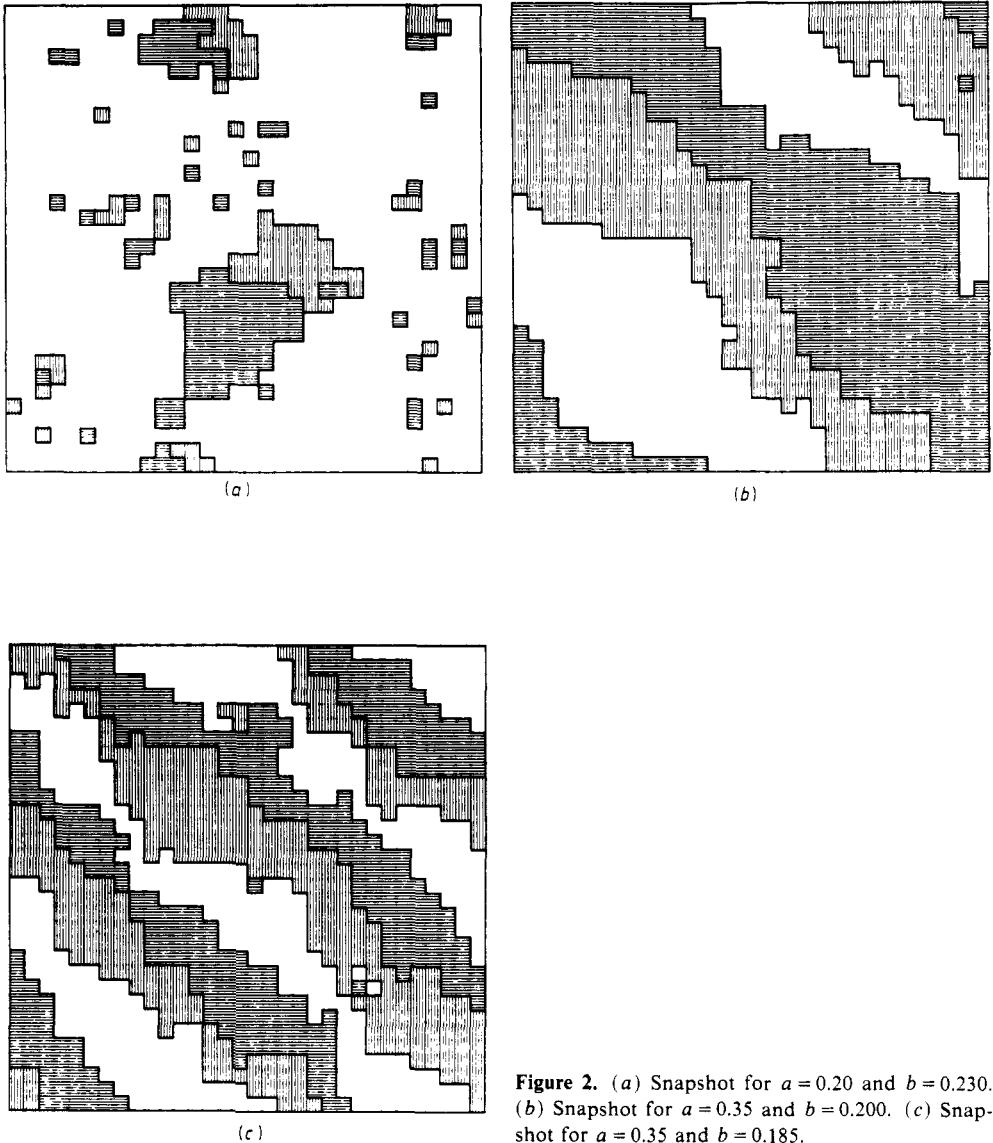 (a)
(b)
(c)
Figure 2. (a) Snapshot for a = 0.20 and b = 0.230.
(b) Snapshot for a = 0.35 and b = 0.200. (c) Snap-
shot for a = 0.35 and b = 0.185.